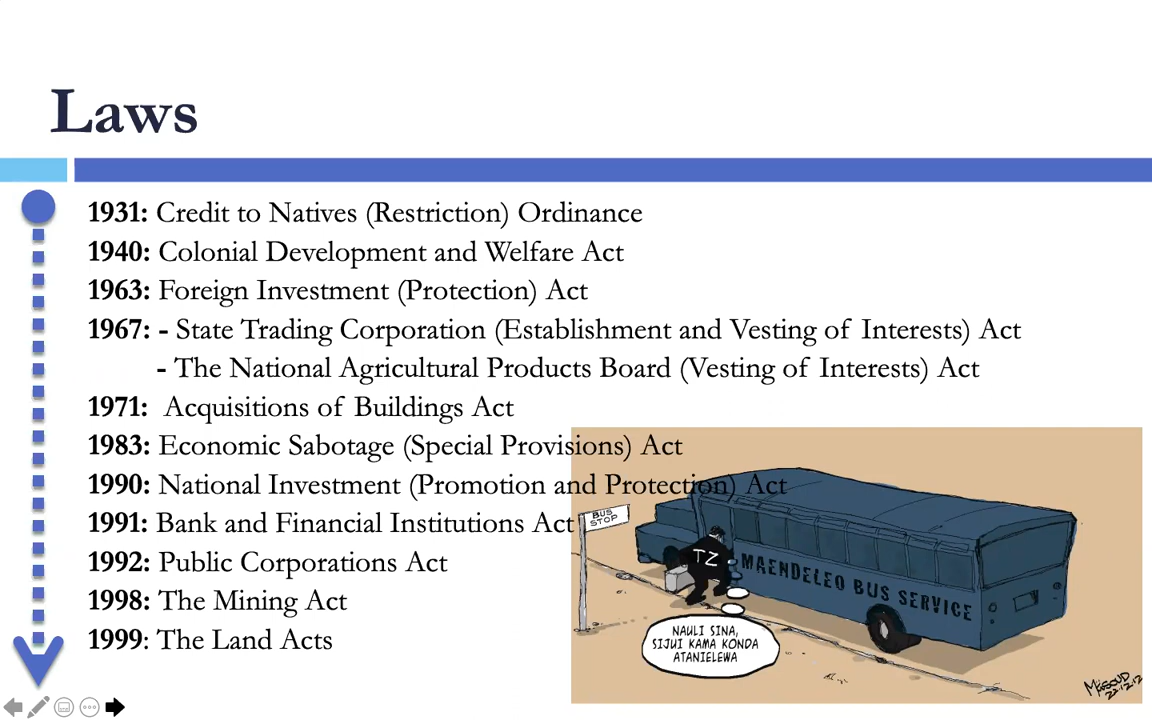 Laws
1931: Credit to Natives (Restriction) Ordinance
1940: Colonial Development and Welfare Act
1963: Foreign Investment (Protection) Act
1967: - State Trading Corporation (Establishment and Vesting of Interests) Act
- The National Agricultural Products Board (Vesting of Interests) Act
1971: Acquisitions of Buildings Act
1983: Economic Sabotage (Special Provisions) Act
1990: National Investment (Promotion and Protection) Act
1991: Bank and Financial Institutions Act
1992: Public Corporations Act
1998: The Mining Act
1999: The Land Acts
BUS
STOP
TZ
MAENDELEO BUS SERVICE
NAULI SINA,
SIJUI KAMA KONDA
ATANIELEWA
MASOUD
22.12.12